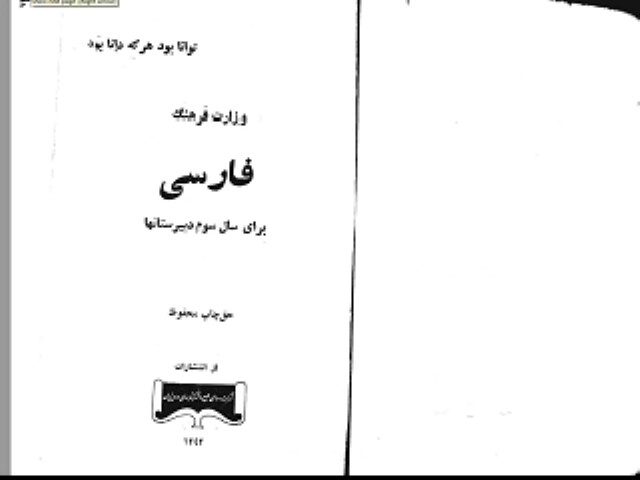 توانا بود هر که دانا بود
وزارت فرهنگ
فارسی
برای سال سوم دبیرستانها
حق چاپ محفوظ
از انتشارات
۱۳۴۲